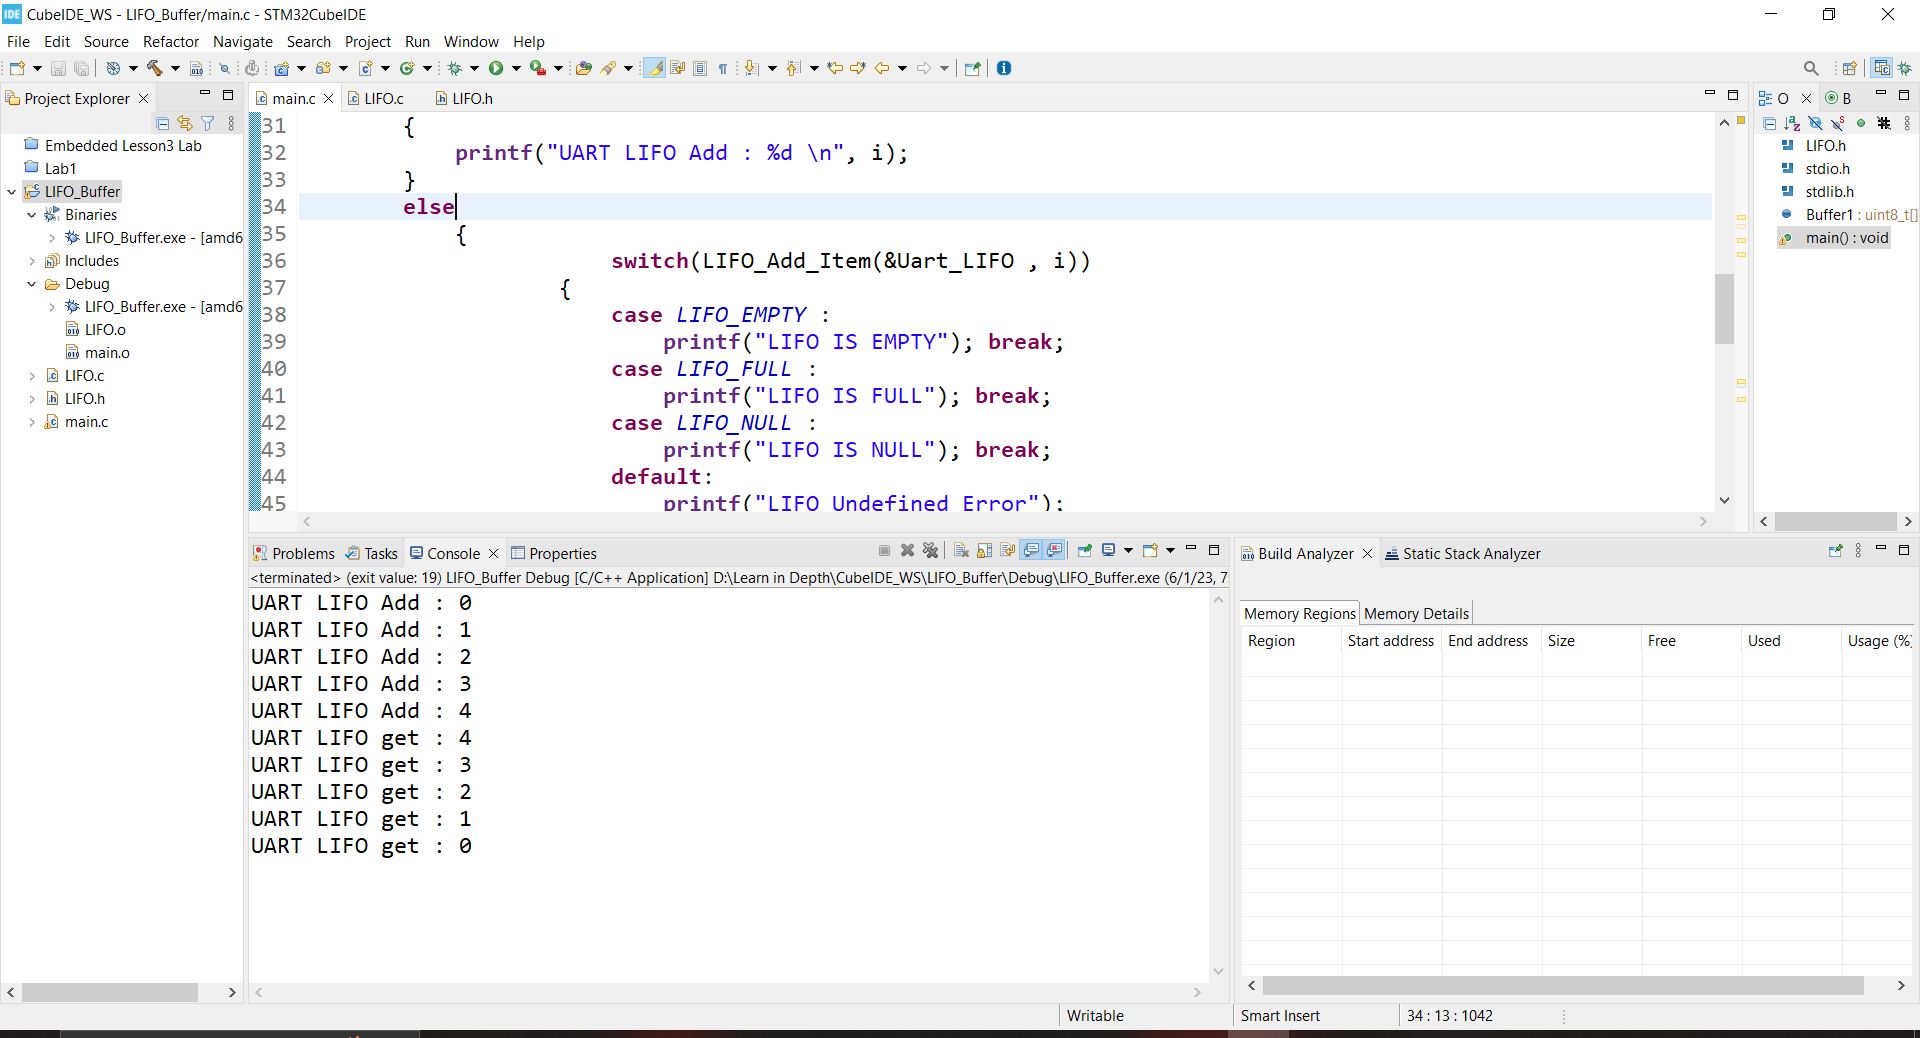 IDE CubeIDE_WS - LIFO_Buffer/main.c - STM32CubeIDE
File Edit Source Refactor Navigate Search Project Run Window Help
Project Explorer
Embedded Lesson3 Lab
Lab1
LIFO_Buffer
Binaries
LIFO_Buffer.exe - [amd6
Includes
Debug
LIFO_Buffer.exe - [amd6
LIFO.o
main.o
LIFO.c
LIFO.h
main.c
main.c LIFO.c LIFO.h
31 {
32 printf("UART LIFO Add : %d \n", i);
33 }
34 else
35 {
36 switch(LIFO_Add_Item(&Uart_LIFO , i))
37 {
38 case LIFO_EMPTY :
39 printf("LIFO IS EMPTY"); break;
40 case LIFO_FULL :
41 printf("LIFO IS FULL"); break;
42 case LIFO_NULL :
43 printf("LIFO IS NULL"); break;
44 default:
45 printf("LIFO Undefined Error");
O B
LIFO.h
stdio.h
stdlib.h
Buffer1 : uint8_t[]
main() : void
Problems Tasks Console Properties
<terminated> (exit value: 19) LIFO_Buffer Debug [C/C++ Application] D:\Learn in Depth\CubeIDE_WS\LIFO_Buffer\Debug\LIFO_Buffer.exe (6/1/23, 7:
UART LIFO Add : 0
UART LIFO Add : 1
UART LIFO Add : 2
UART LIFO Add : 3
UART LIFO Add : 4
UART LIFO get : 4
UART LIFO get : 3
UART LIFO get : 2
UART LIFO get : 1
UART LIFO get : 0
Build Analyzer Static Stack Analyzer
Memory Regions Memory Details
Region Start address End address Size Free Used Usage (%)
Writable Smart Insert 34 : 13 : 1042